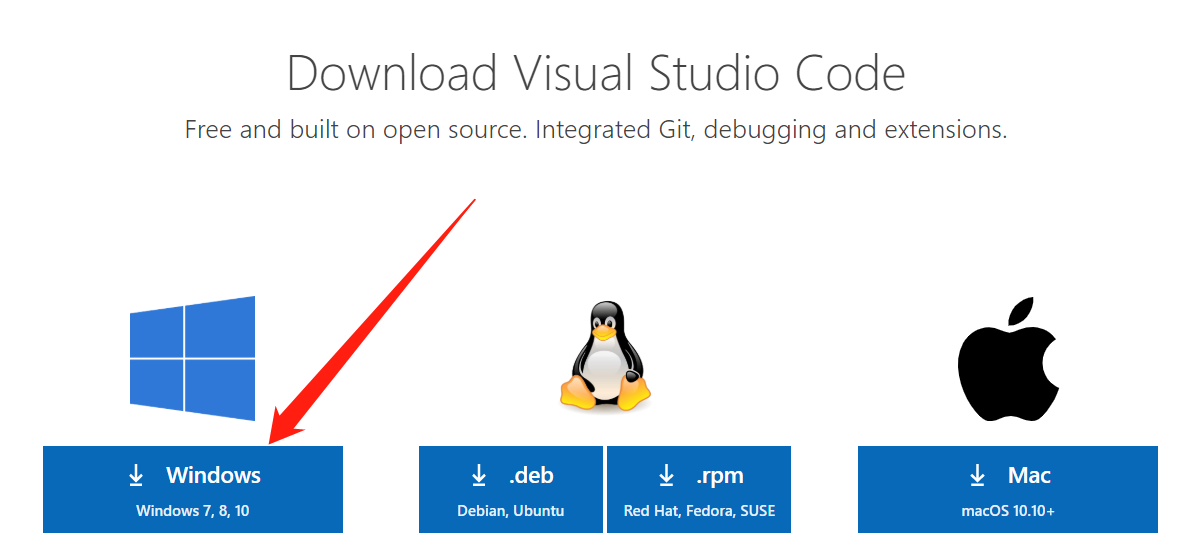 Download Visual Studio Code
Free and built on open source. Integrated Git, debugging and extensions.
Windows
Windows 7, 8, 10
.deb
Debian, Ubuntu
.rpm
Red Hat, Fedora, SUSE
Mac
macOS 10.10+